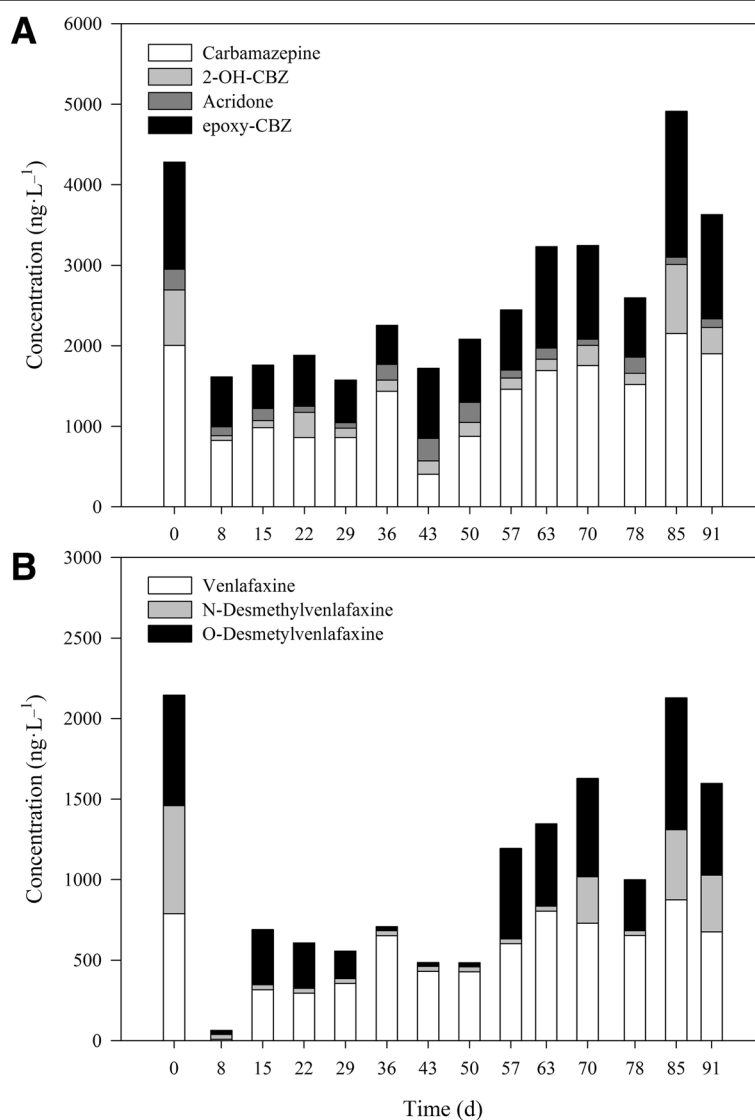 A
6000
5000
4000
3000
2000
1000
0
Concentration (ng·L⁻¹)
Carbamazepine
2-OH-CBZ
Acridone
epoxy-CBZ
0 8 15 22 29 36 43 50 57 63 70 78 85 91
B
3000
2500
2000
1500
1000
500
0
Concentration (ng·L⁻¹)
Venlafaxine
N-Desmethylvenlafaxine
O-Desmetylvenlafaxine
0 8 15 22 29 36 43 50 57 63 70 78 85 91
Time (d)